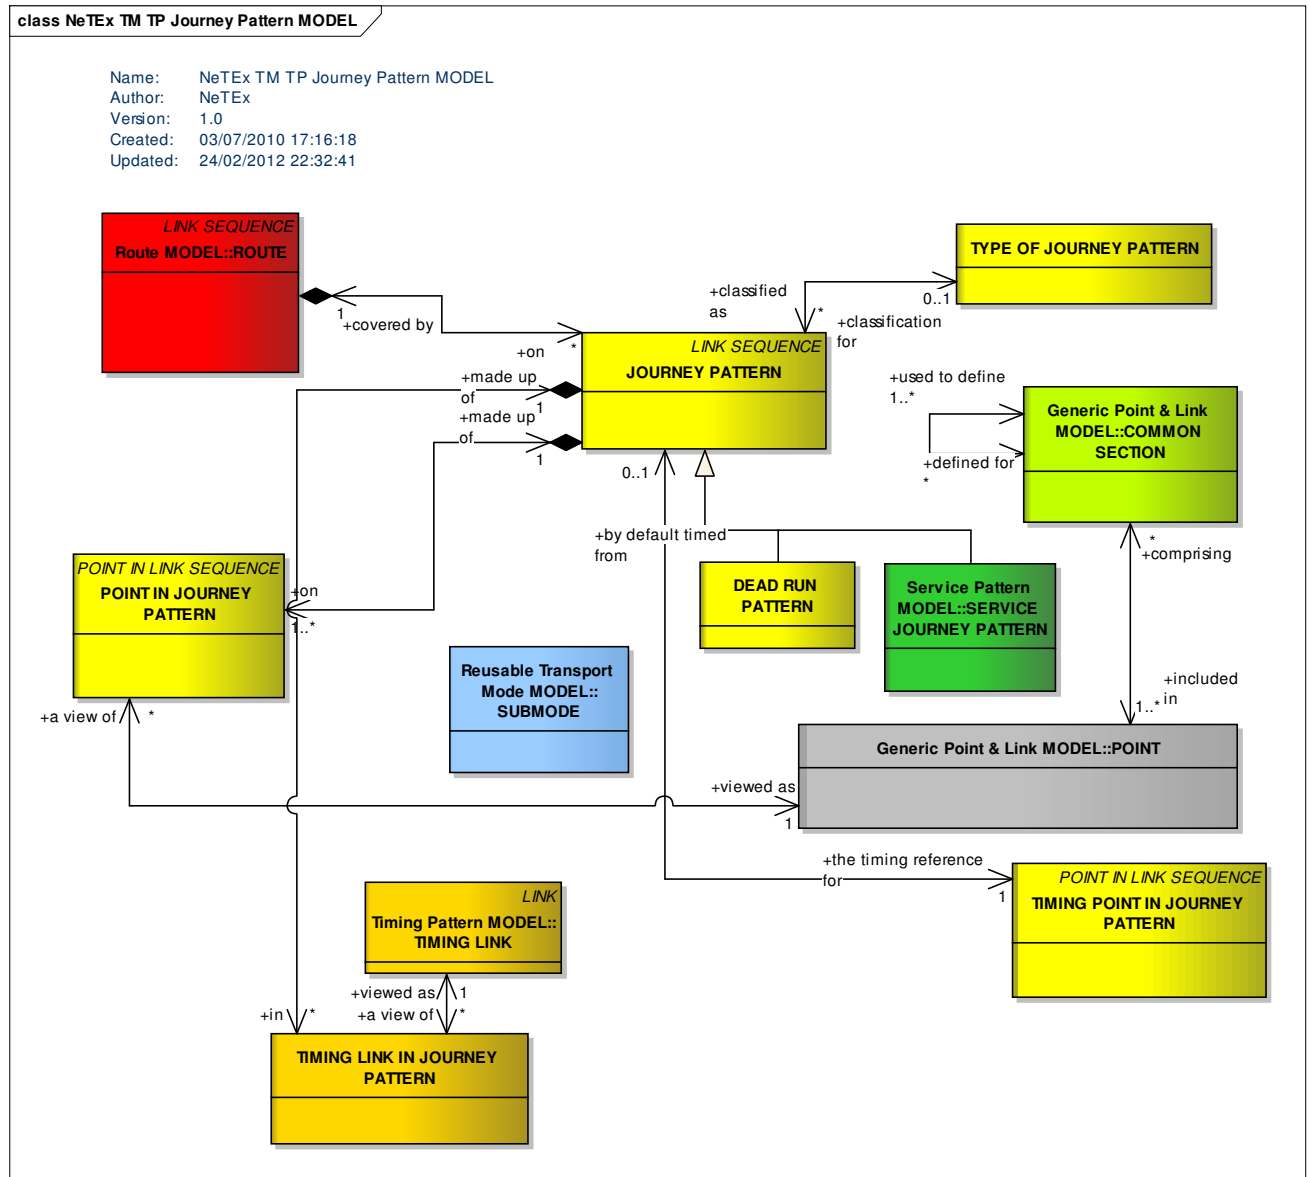 class NeTEx TM TP Journey Pattern MODEL
Name: NeTEx TM TP Journey Pattern MODEL
Author: NeTEx
Version: 1.0
Created: 03/07/2010 17:16:18
Updated: 24/02/2012 22:32:41
LINK SEQUENCE
Route MODEL::ROUTE
1
+covered by
+on
*
TYPE OF JOURNEY PATTERN
0..1
+classified
as
*
+classification
for
LINK SEQUENCE
JOURNEY PATTERN
+made up
of
1
+made up
of
1
0..1
+by default timed
from
+used to define
1..*
+defined for
*
Generic Point & Link
MODEL::COMMON
SECTION
*
+comprising
+included
in
1..*
POINT IN LINK SEQUENCE
POINT IN JOURNEY
PATTERN
+on
1..*
+a view of
*
DEAD RUN
PATTERN
Service Pattern
MODEL::SERVICE
JOURNEY PATTERN
Reusable Transport
Mode MODEL::
SUBMODE
Generic Point & Link MODEL::POINT
+viewed as
1
+the timing reference
for
1
POINT IN LINK SEQUENCE
TIMING POINT IN JOURNEY
PATTERN
LINK
Timing Pattern MODEL::
TIMING LINK
+viewed as
1
+a view of
*
+in
*
TIMING LINK IN JOURNEY
PATTERN